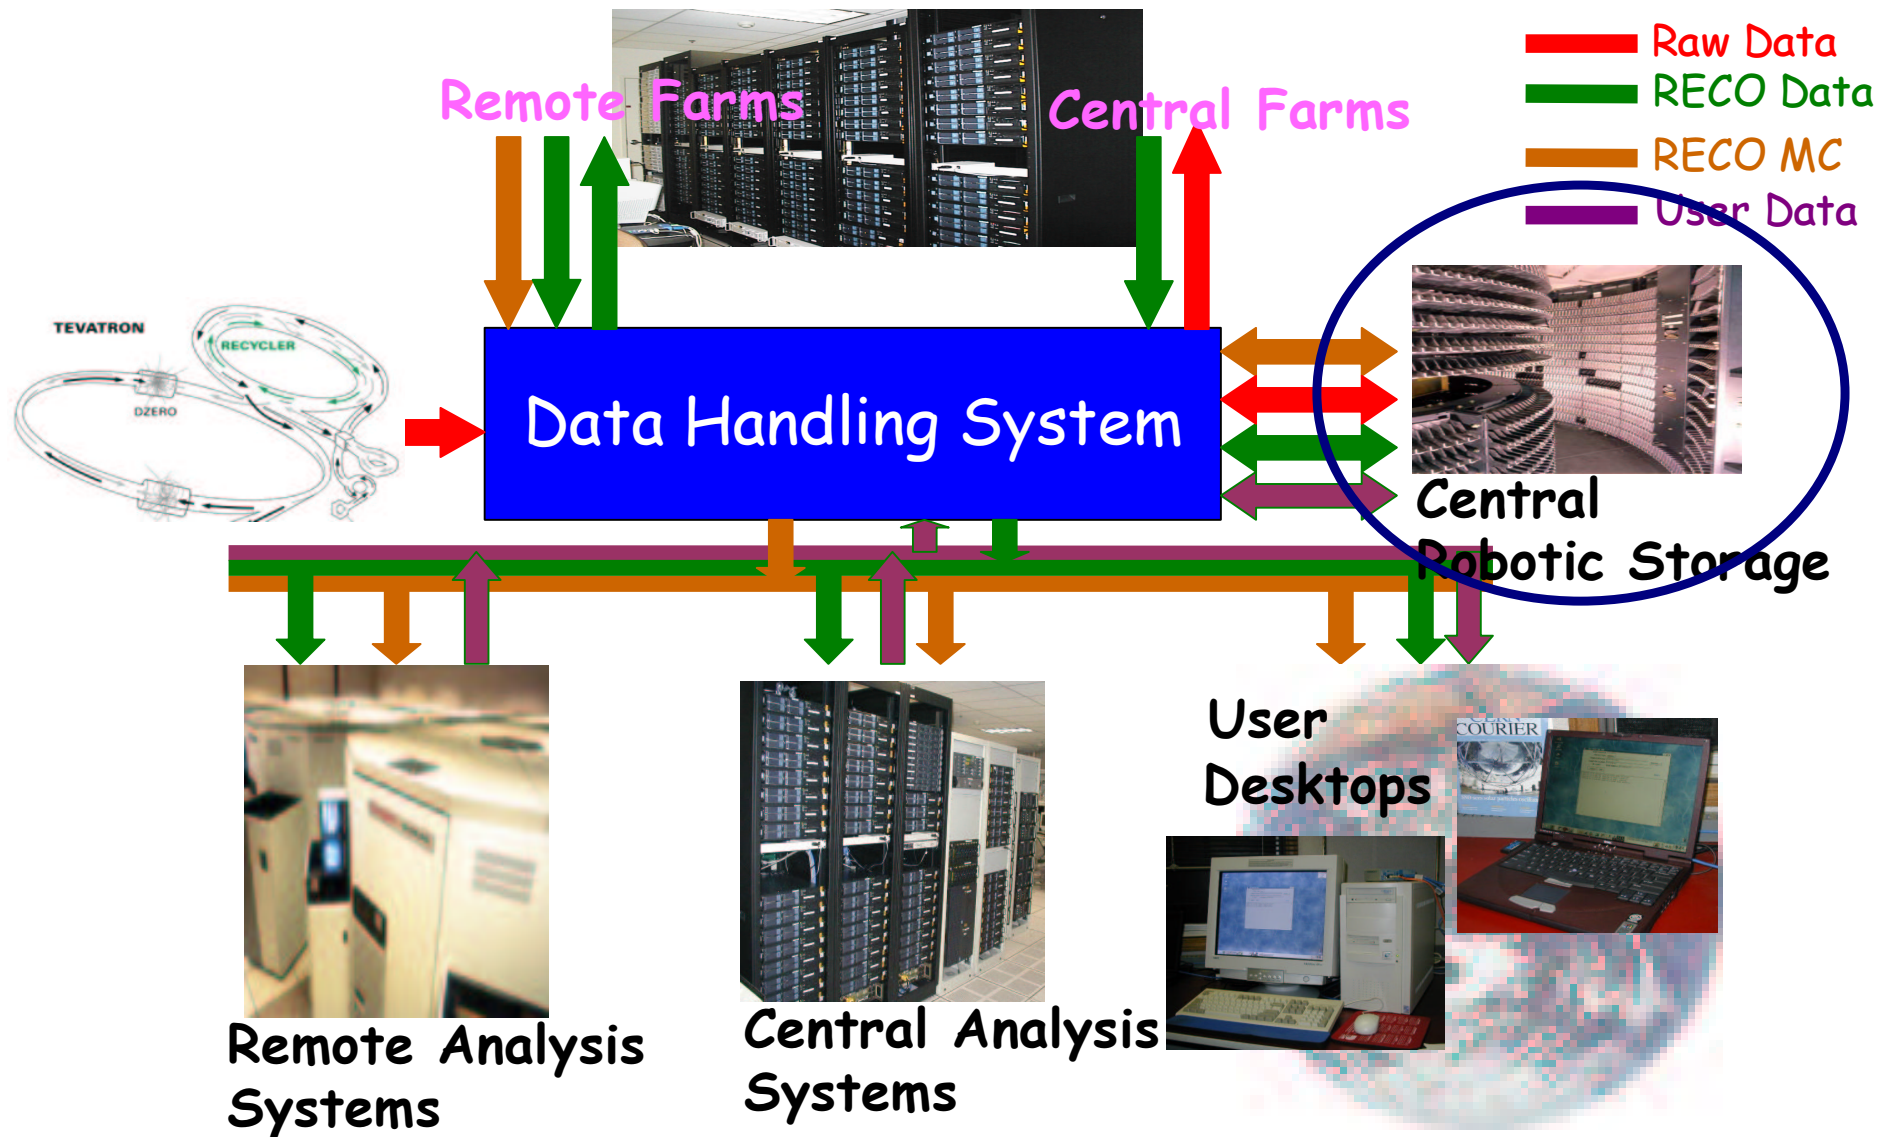 Remote Farms
Central Farms
Raw Data
RECO Data
RECO MC
User Data
TEVATRON
RECYCLER
DZERO
Data Handling System
Central
Robotic Storage
User
Desktops
COURIER
Remote Analysis
Systems
Central Analysis
Systems